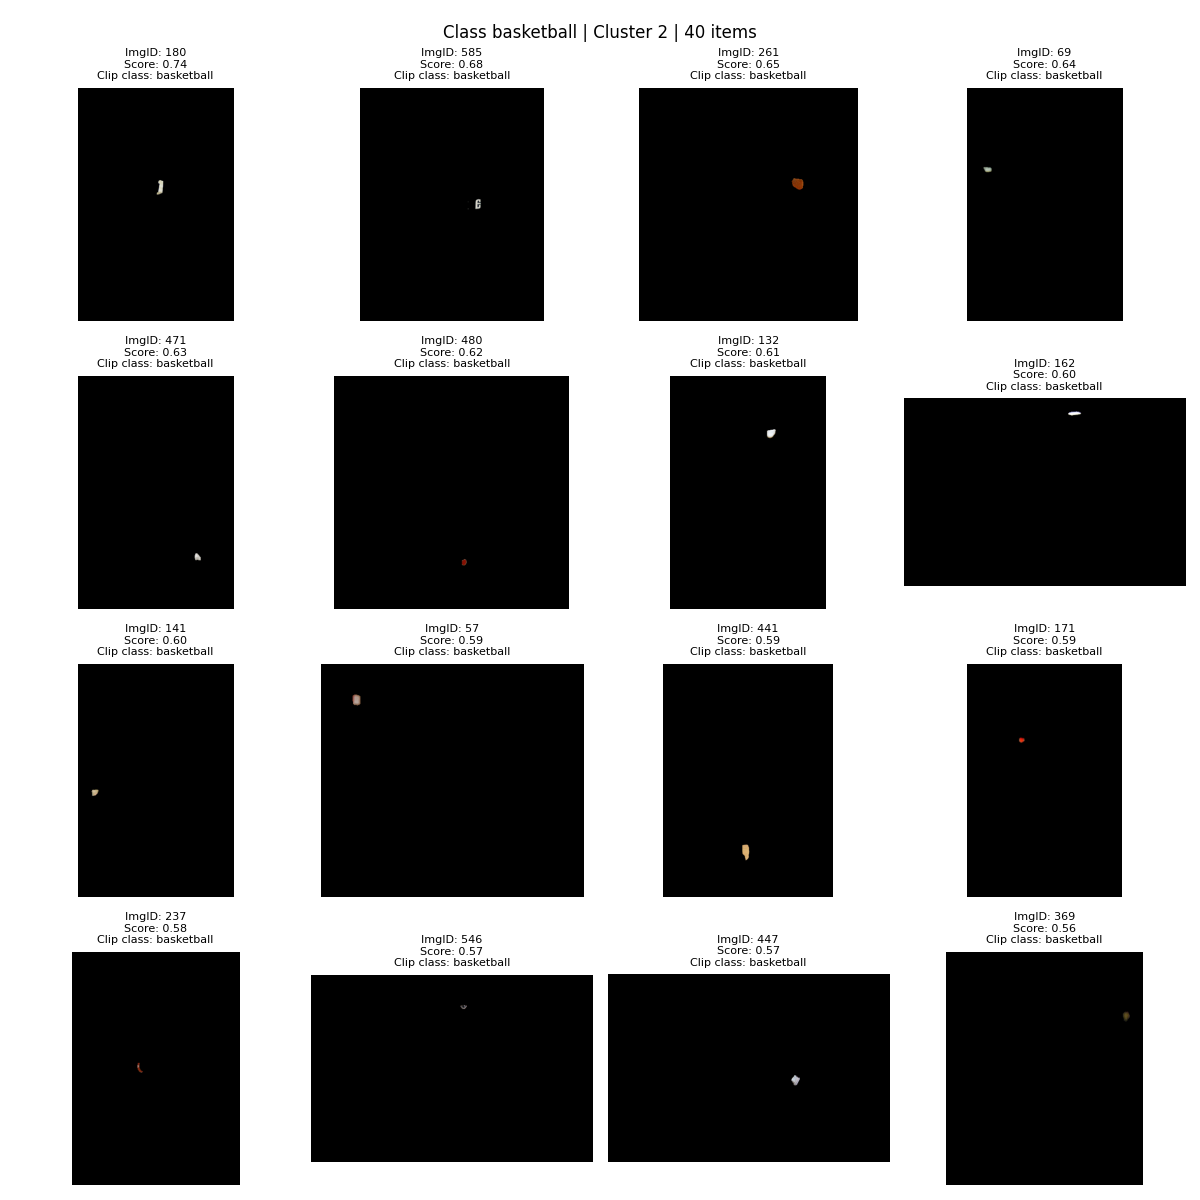 Class basketball | Cluster 2 | 40 items
ImgID: 180
Score: 0.74
Clip class: basketball
ImgID: 585
Score: 0.68
Clip class: basketball
ImgID: 261
Score: 0.65
Clip class: basketball
ImgID: 69
Score: 0.64
Clip class: basketball
ImgID: 471
Score: 0.63
Clip class: basketball
ImgID: 480
Score: 0.62
Clip class: basketball
ImgID: 132
Score: 0.61
Clip class: basketball
ImgID: 162
Score: 0.60
Clip class: basketball
ImgID: 141
Score: 0.60
Clip class: basketball
ImgID: 57
Score: 0.59
Clip class: basketball
ImgID: 441
Score: 0.59
Clip class: basketball
ImgID: 171
Score: 0.59
Clip class: basketball
ImgID: 237
Score: 0.58
Clip class: basketball
ImgID: 546
Score: 0.57
Clip class: basketball
ImgID: 447
Score: 0.57
Clip class: basketball
ImgID: 369
Score: 0.56
Clip class: basketball